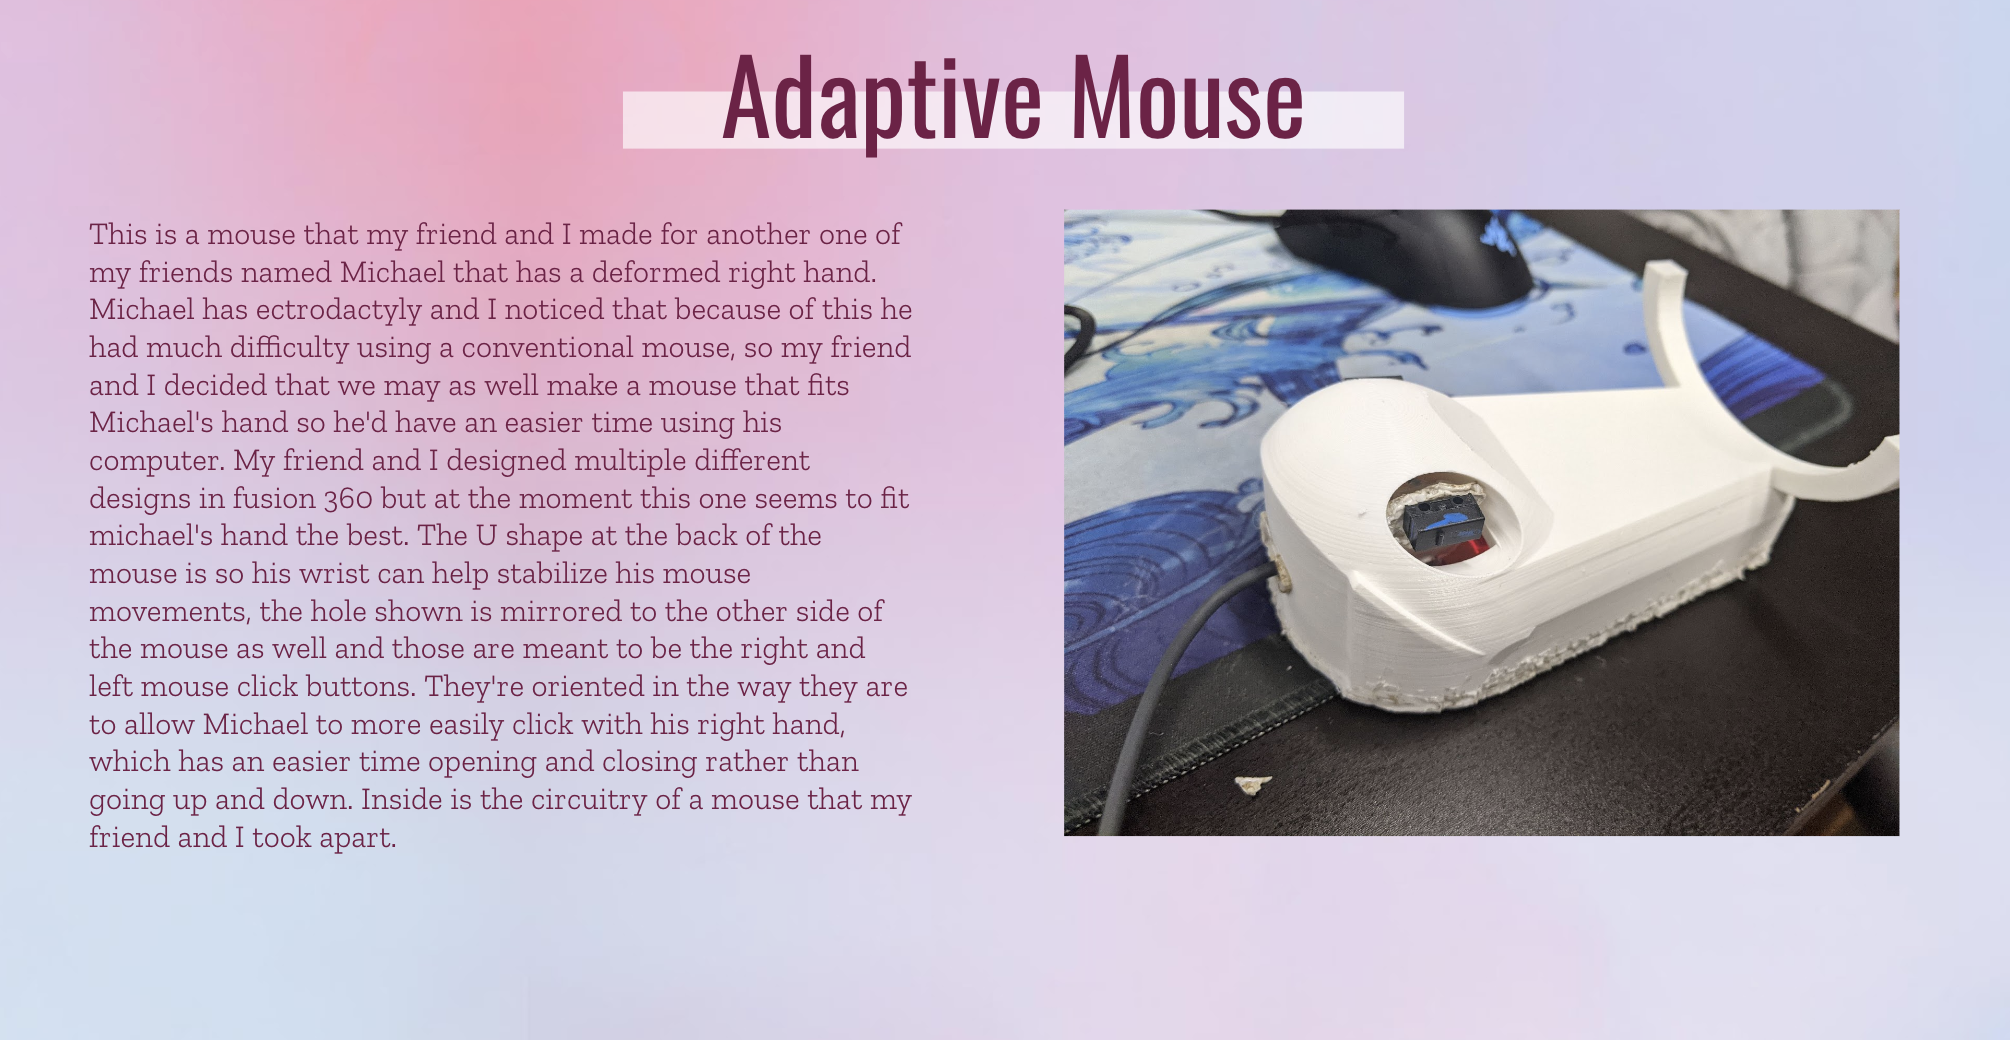 Adaptive Mouse
This is a mouse that my friend and I made for another one of
my friends named Michael that has a deformed right hand.
Michael has ectrodactyly and I noticed that because of this he
had much difficulty using a conventional mouse, so my friend
and I decided that we may as well make a mouse that fits
Michael's hand so he'd have an easier time using his
computer. My friend and I designed multiple different
designs in fusion 360 but at the moment this one seems to fit
michael's hand the best. The U shape at the back of the
mouse is so his wrist can help stabilize his mouse
movements, the hole shown is mirrored to the other side of
the mouse as well and those are meant to be the right and
left mouse click buttons. They're oriented in the way they are
to allow Michael to more easily click with his right hand,
which has an easier time opening and closing rather than
going up and down. Inside is the circuitry of a mouse that my
friend and I took apart.